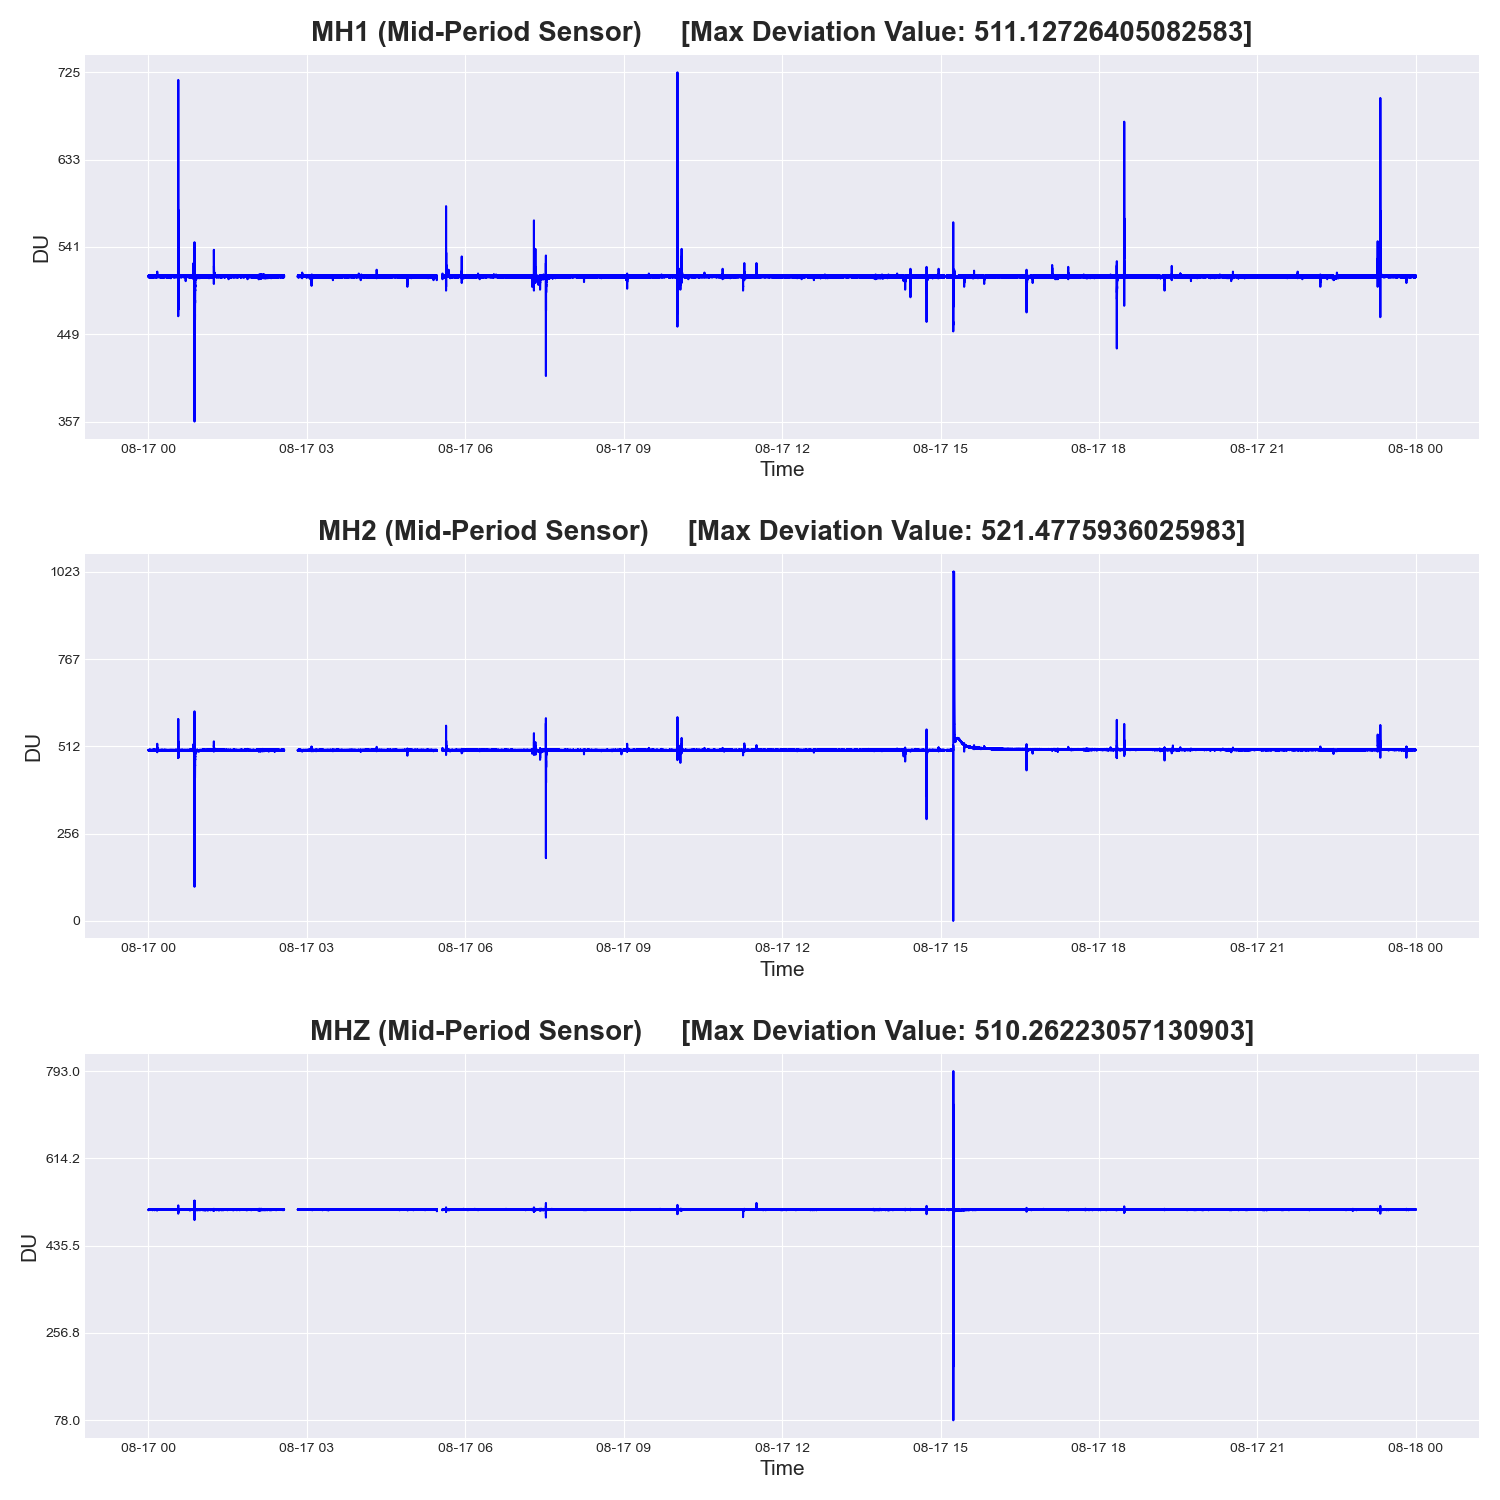 MH1 (Mid-Period Sensor) [Max Deviation Value: 511.12726405082583]
725
633
541
449
357
DU
08-17 00 08-17 03 08-17 06 08-17 09 08-17 12 08-17 15 08-17 18 08-17 21 08-18 00
Time
MH2 (Mid-Period Sensor) [Max Deviation Value: 521.4775936025983]
1023
767
512
256
0
DU
08-17 00 08-17 03 08-17 06 08-17 09 08-17 12 08-17 15 08-17 18 08-17 21 08-18 00
Time
MHZ (Mid-Period Sensor) [Max Deviation Value: 510.26223057130903]
793.0
614.2
435.5
256.8
78.0
DU
08-17 00 08-17 03 08-17 06 08-17 09 08-17 12 08-17 15 08-17 18 08-17 21 08-18 00
Time